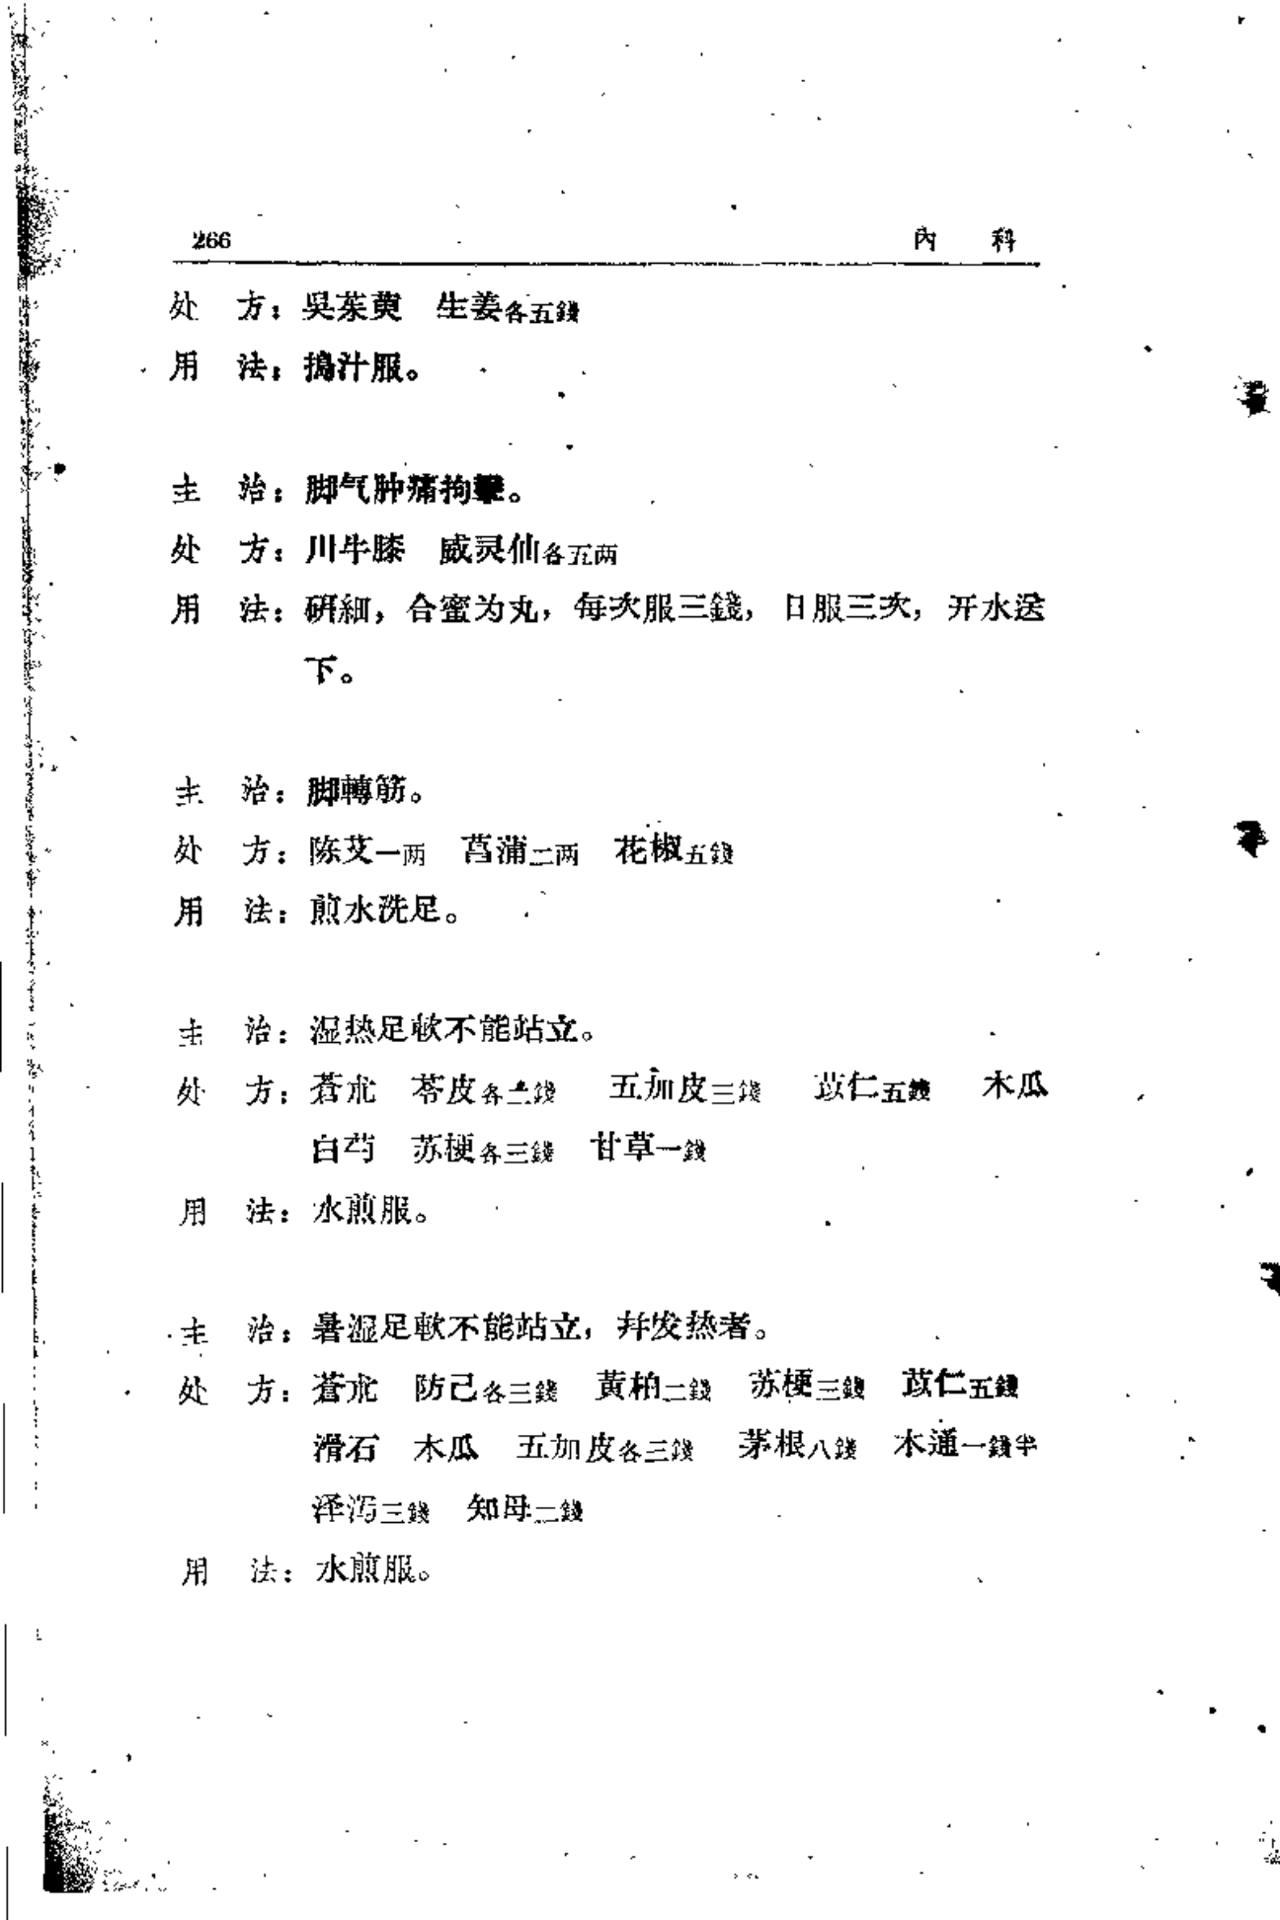 266 內 科
处 方：吳茱萸 生姜各五錢
用 法：搗汁服。
主 治：脚气肿痛拘攣。
处 方：川牛膝 威灵仙各五两
用 法：研細，合蜜为丸，每次服三錢，日服三次，开水送
下。
主 治：脚轉筋。
处 方：陈艾一两 菖蒲二两 花椒五錢
用 法：煎水洗足。
主 治：湿热足軟不能站立。
处 方：蒼朮 苓皮各 錢 五加皮三錢 苡仁五錢 木瓜
白芍 苏梗各三錢 甘草一錢
用 法：水煎服。
主 治：暑湿足軟不能站立，幷发热者。
处 方：蒼朮 防己各三錢 黄柏二錢 苏梗三錢 苡仁五錢
滑石 木瓜 五加皮各三錢 茅根八錢 木通一錢半
泽泻三錢 知母二錢
用 法：水煎服。